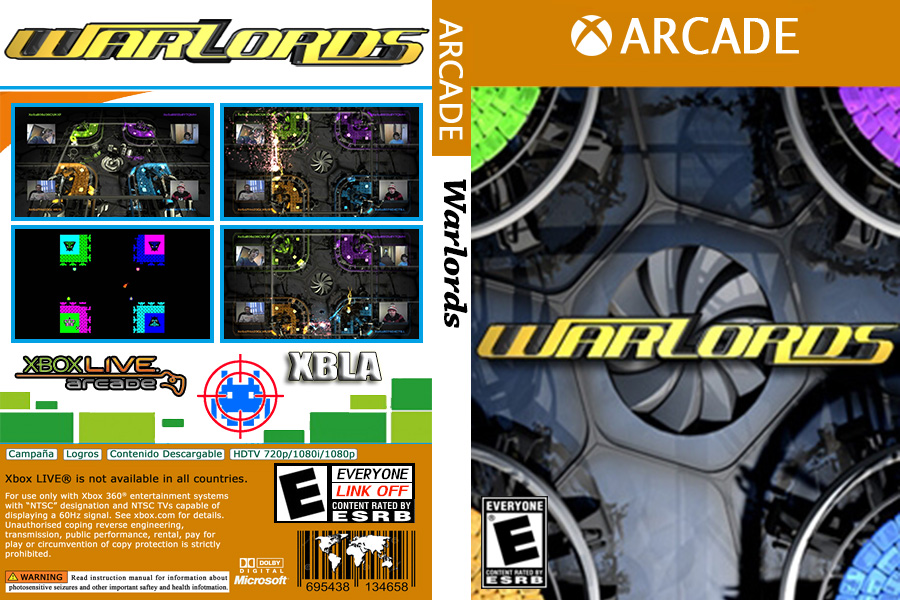 WARLORDS
XBOX LIVE
arcade
XBLA
Campaña
Logros
Contenido Descargable
HDTV 720p/1080i/1080p
Xbox LIVE® is not available in all countries.
For use only with Xbox 360® entertainment systems
with “NTSC” designation and NTSC TVs capable of
displaying a 60Hz signal. See xbox.com for details.
Unauthorised coping reverse engineering,
transmission, public performance, rental, pay for
play or circumvention of copy protection is strictly
prohibited.
WARNING Read instruction manual for information about
photosensitive seizures and other important saftey and health infotmation.
E
EVERYONE
LINK OFF
CONTENT RATED BY
ESRB
DOLBY
DIGITAL
Microsoft
695438 134658
ARCADE
Warlords
ARCADE
WARLORDS
EVERYONE
E
CONTENT RATED BY
ESRB